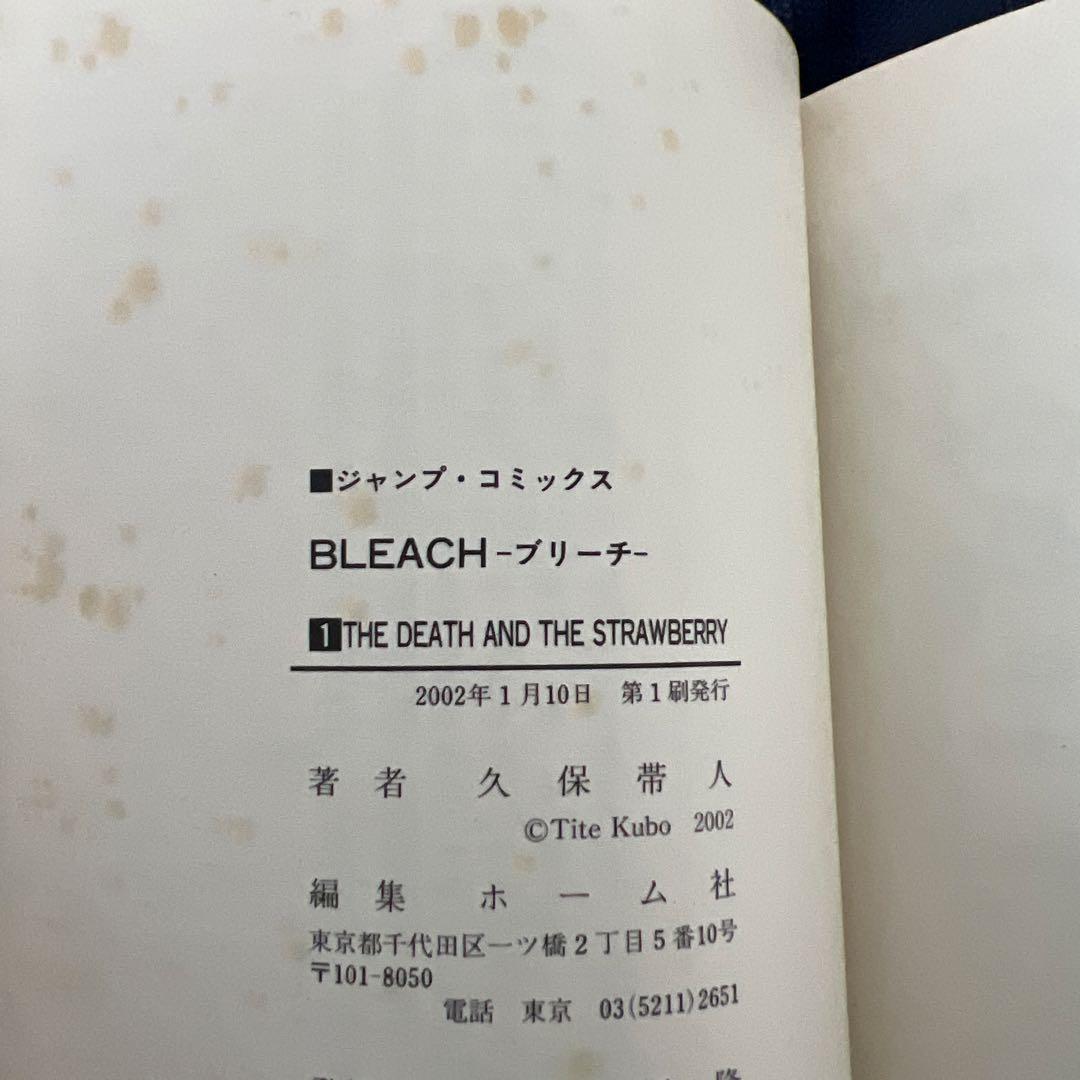 ■ジャンプ・コミックス
BLEACH-ブリーチ-
1 THE DEATH AND THE STRAWBERRY
2002年1月10日 第1刷発行
著者 久保帯人
©Tite Kubo 2002
編集 ホーム社
東京都千代田区一ツ橋2丁目5番10号
〒101-8050
電話 東京 03(5211)2651